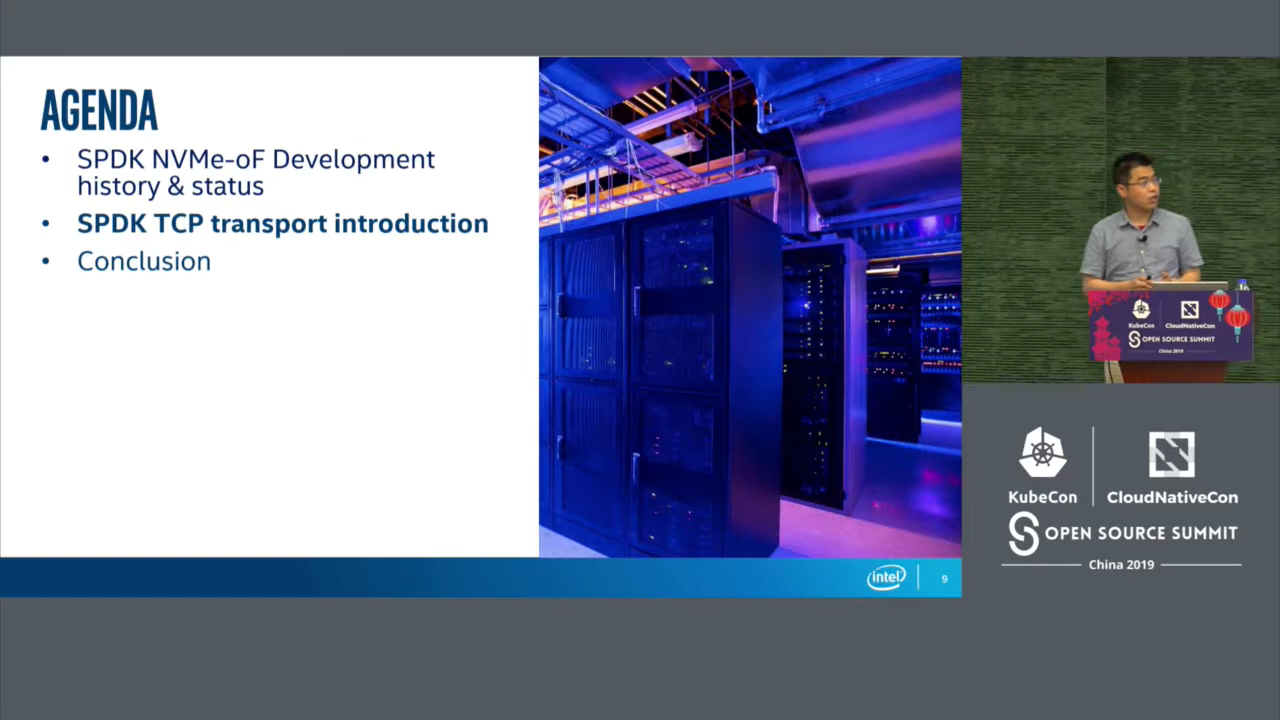 AGENDA
• SPDK NVMe-oF Development
history & status
• SPDK TCP transport introduction
• Conclusion
intel
9
KubeCon
CloudNativeCon
OPEN SOURCE SUMMIT
China 2019
KubeCon
CloudNativeCon
OPEN SOURCE SUMMIT
China 2019